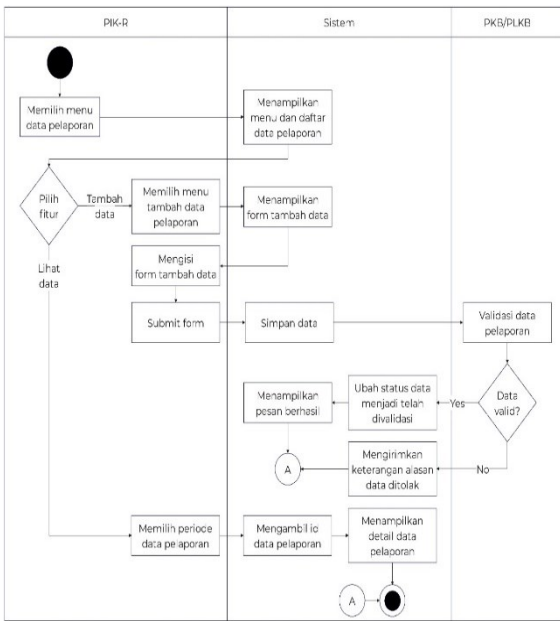 PIK-R
Sistem
PKB/PLKB
Memilih menu
data pelaporan
Menampilkan
menu dan daftar
data pelaporan
Pilih
fitur
Tambah
data
Memilih menu
tambah data
pelaporan
Menampilkan
form tambah data
Lihat
data
Mengisi
form tambah data
Submit form
Simpan data
Validasi data
pelaporan
Data
valid?
Yes
Ubah status data
menjadi telah
divalidasi
Menampilkan
pesan berhasil
No
Mengirimkan
keterangan alasan
data ditolak
A
Memilih periode
data pelaporan
Mengambil id
data pelaporan
Menampilkan
detail data
pelaporan
A